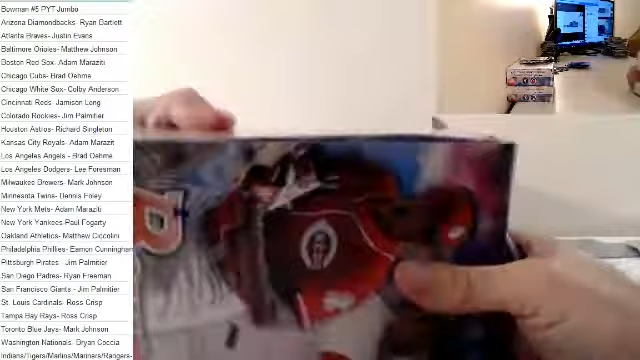 Bowman #5 PYT Jumbo
Arizona Diamondbacks- Ryan Bartlett
Atlanta Braves- Justin Evans
Baltimore Orioles- Matthew Johnson
Boston Red Sox- Adam Maraziti
Chicago Cubs- Brad Oehme
Chicago White Sox- Colby Anderson
Cincinnati Reds- Jamison Long
Colorado Rockies- Jim Palmitier
Houston Astros- Richard Singleton
Kansas City Royals- Adam Marazit
Los Angeles Angels - Brad Oehme
Los Angeles Dodgers- Lee Foresman
Milwaukee Brewers- Mark Johnson
Minnesota Twins- Dennis Foley
New York Mets- Adam Maraziti
New York Yankees-Paul Fogarty
Oakland Athletics- Matthew Ciccolini
Philadelphia Phillies- Eamon Cunningham
Pittsburgh Pirates - Jim Palmitier
San Diego Padres- Ryan Freeman
San Francisco Giants - Jim Palmitier
St. Louis Cardinals- Ross Crisp
Tampa Bay Rays- Ross Crisp
Toronto Blue Jays- Mark Johnson
Washington Nationals- Bryan Coccia
Indians/Tigers/Marlins/Mariners/Rangers-